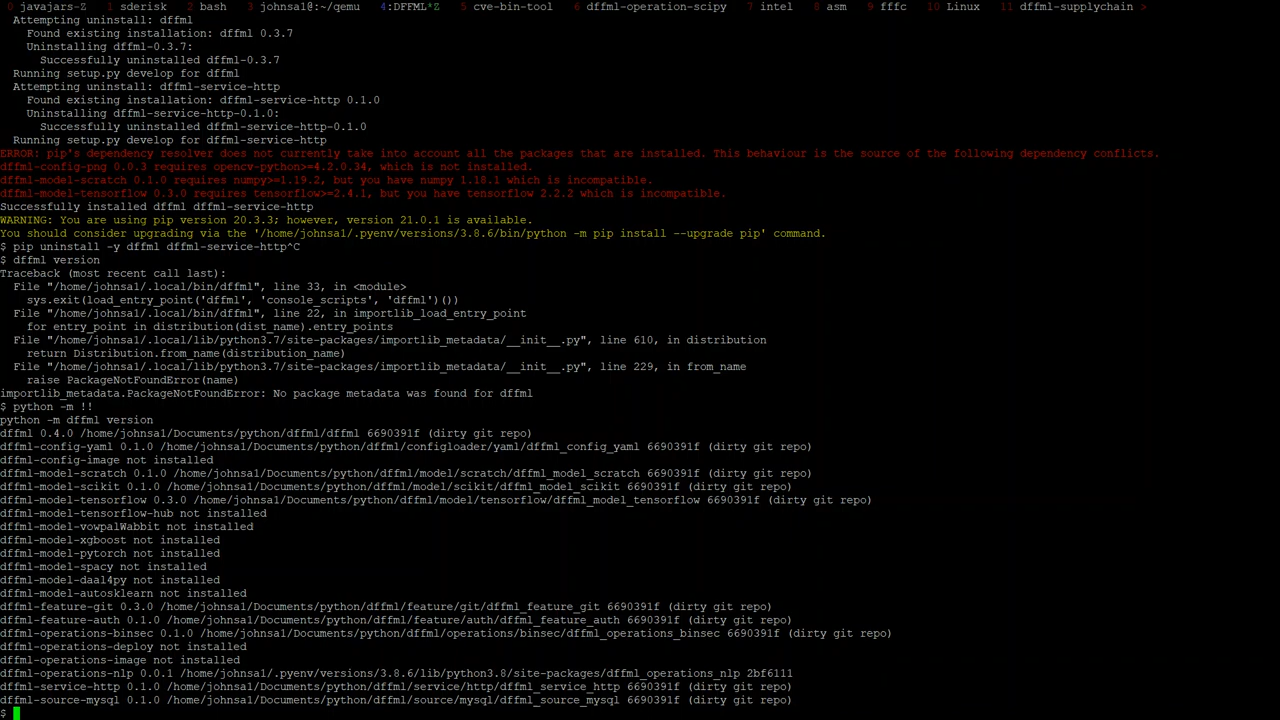 0 javajars-Z  1 sderisk  2 bash  3 johnsa1@:~/qemu  4:DFFML*Z  5 cve-bin-tool  6 dffml-operation-scipy  7 intel  8 asm  9 fffc  10 Linux  11 dffml-supplychain >
Attempting uninstall: dffml
Found existing installation: dffml 0.3.7
Uninstalling dffml-0.3.7:
Successfully uninstalled dffml-0.3.7
Running setup.py develop for dffml
Attempting uninstall: dffml-service-http
Found existing installation: dffml-service-http 0.1.0
Uninstalling dffml-service-http-0.1.0:
Successfully uninstalled dffml-service-http-0.1.0
Running setup.py develop for dffml-service-http
ERROR: pip's dependency resolver does not currently take into account all the packages that are installed. This behaviour is the source of the following dependency conflicts.
dffml-config-png 0.0.3 requires opencv-python>=4.2.0.34, which is not installed.
dffml-model-scratch 0.1.0 requires numpy>=1.19.2, but you have numpy 1.18.1 which is incompatible.
dffml-model-tensorflow 0.3.0 requires tensorflow>=2.4.1, but you have tensorflow 2.2.2 which is incompatible.
Successfully installed dffml dffml-service-http
WARNING: You are using pip version 20.3.3; however, version 21.0.1 is available.
You should consider upgrading via the '/home/johnsa1/.pyenv/versions/3.8.6/bin/python -m pip install --upgrade pip' command.
$ pip uninstall -y dffml dffml-service-http^C
$ dffml version
Traceback (most recent call last):
File "/home/johnsa1/.local/bin/dffml", line 33, in <module>
sys.exit(load_entry_point('dffml', 'console_scripts', 'dffml')())
File "/home/johnsa1/.local/bin/dffml", line 22, in importlib_load_entry_point
for entry_point in distribution(dist_name).entry_points
File "/home/johnsa1/.local/lib/python3.7/site-packages/importlib_metadata/__init__.py", line 610, in distribution
return Distribution.from_name(distribution_name)
File "/home/johnsa1/.local/lib/python3.7/site-packages/importlib_metadata/__init__.py", line 229, in from_name
raise PackageNotFoundError(name)
importlib_metadata.PackageNotFoundError: No package metadata was found for dffml
$ python -m !!
python -m dffml version
dffml 0.4.0 /home/johnsa1/Documents/python/dffml/dffml 6690391f (dirty git repo)
dffml-config-yaml 0.1.0 /home/johnsa1/Documents/python/dffml/configloader/yaml/dffml_config_yaml 6690391f (dirty git repo)
dffml-config-image not installed
dffml-model-scratch 0.1.0 /home/johnsa1/Documents/python/dffml/model/scratch/dffml_model_scratch 6690391f (dirty git repo)
dffml-model-scikit 0.1.0 /home/johnsa1/Documents/python/dffml/model/scikit/dffml_model_scikit 6690391f (dirty git repo)
dffml-model-tensorflow 0.3.0 /home/johnsa1/Documents/python/dffml/model/tensorflow/dffml_model_tensorflow 6690391f (dirty git repo)
dffml-model-tensorflow-hub not installed
dffml-model-vowpalWabbit not installed
dffml-model-xgboost not installed
dffml-model-pytorch not installed
dffml-model-spacy not installed
dffml-model-daal4py not installed
dffml-model-autosklearn not installed
dffml-feature-git 0.3.0 /home/johnsa1/Documents/python/dffml/feature/git/dffml_feature_git 6690391f (dirty git repo)
dffml-feature-auth 0.1.0 /home/johnsa1/Documents/python/dffml/feature/auth/dffml_feature_auth 6690391f (dirty git repo)
dffml-operations-binsec 0.1.0 /home/johnsa1/Documents/python/dffml/operations/binsec/dffml_operations_binsec 6690391f (dirty git repo)
dffml-operations-deploy not installed
dffml-operations-image not installed
dffml-operations-nlp 0.0.1 /home/johnsa1/.pyenv/versions/3.8.6/lib/python3.8/site-packages/dffml_operations_nlp 2bf6111
dffml-service-http 0.1.0 /home/johnsa1/Documents/python/dffml/service/http/dffml_service_http 6690391f (dirty git repo)
dffml-source-mysql 0.1.0 /home/johnsa1/Documents/python/dffml/source/mysql/dffml_source_mysql 6690391f (dirty git repo)
$